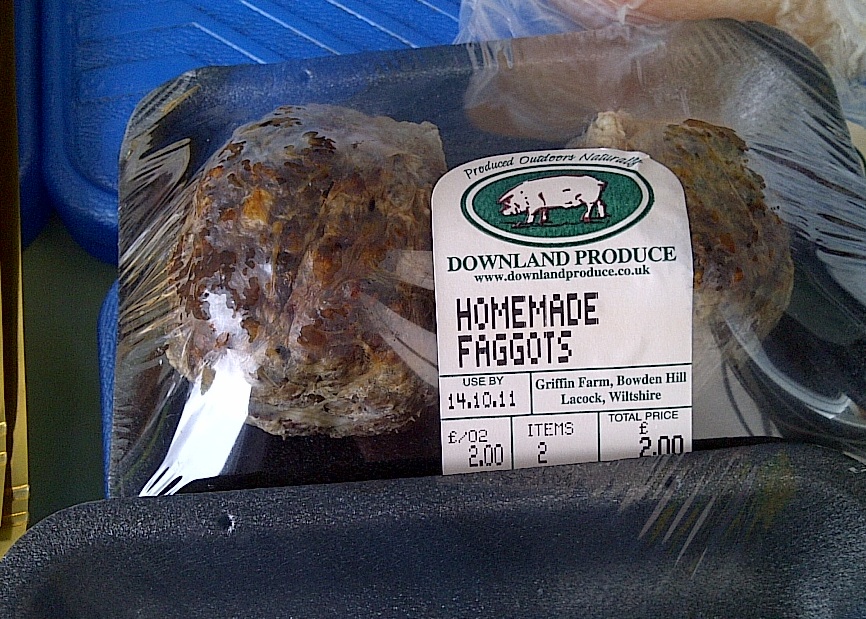 Produced Outdoors Naturally
DOWNLAND PRODUCE
www.downlandproduce.co.uk
HOMEMADE
FAGGOTS
USE BY
14.10.11
Griffin Farm, Bowden Hill
Lacock, Wiltshire
£/02
2.00
ITEMS
2
TOTAL PRICE
£
2.00